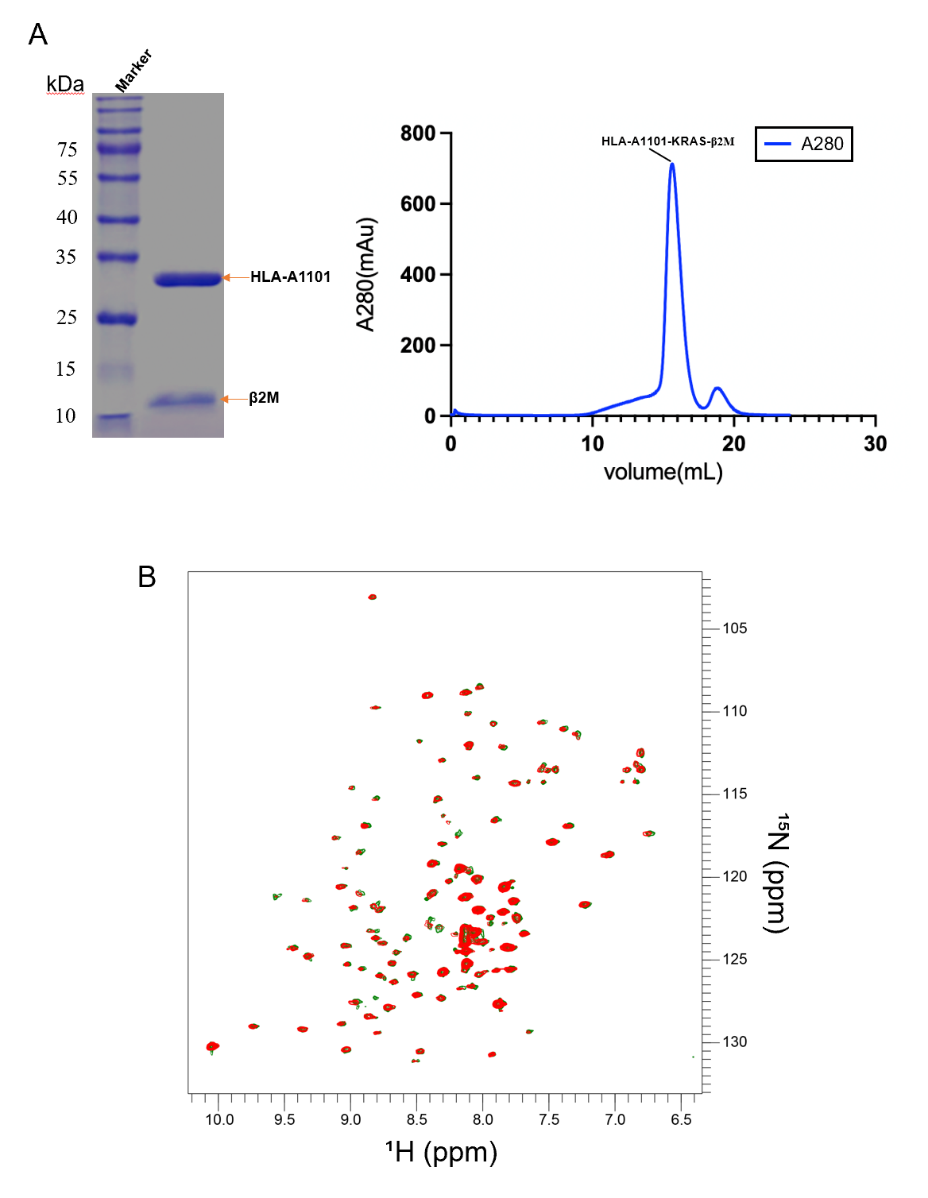 A
kDa
Marker
75
55
40
35
25
15
10
HLA-A1101
β2M
800
600
400
200
0
A280(mAu)
HLA-A1101-KRAS-β2M
A280
0
10
20
30
volume(mL)
B
105
110
115
120
125
130
¹⁵N (ppm)
10.0
9.5
9.0
8.5
8.0
7.5
7.0
6.5
¹H (ppm)